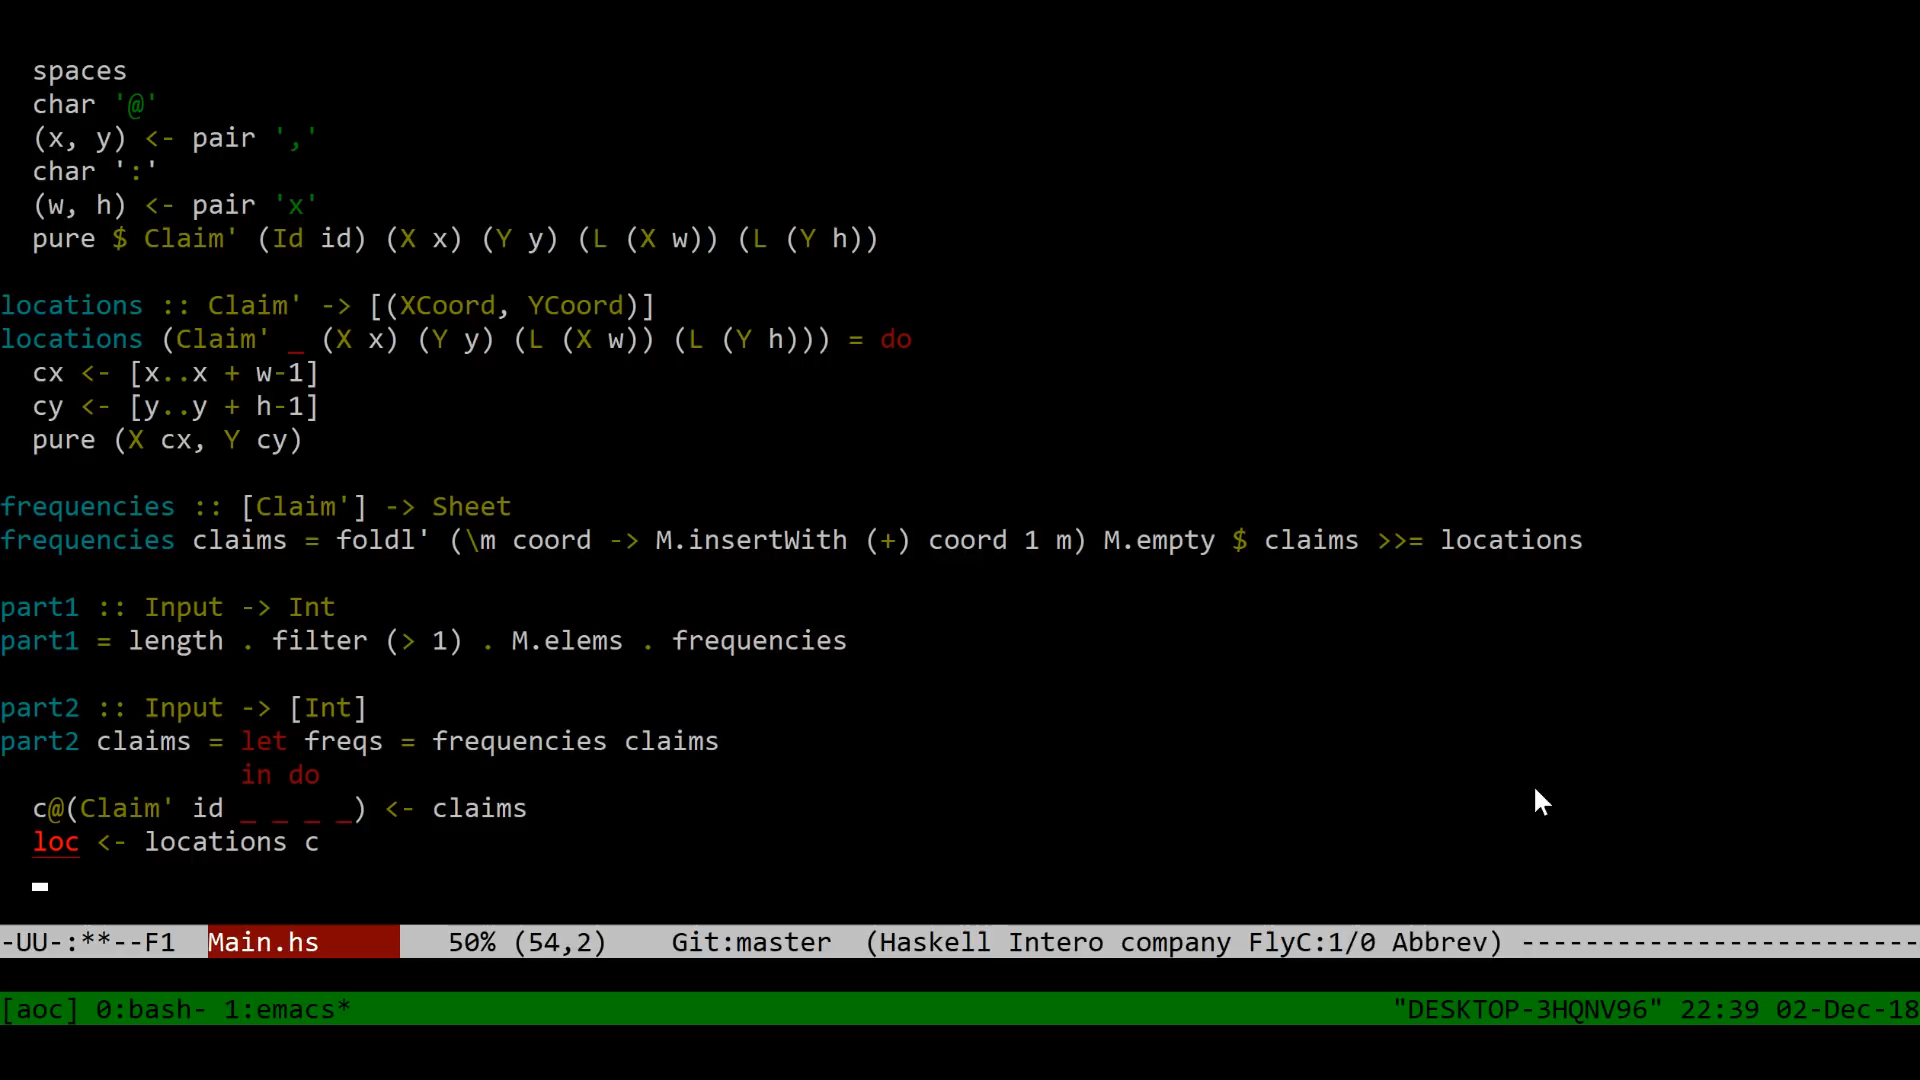 spaces
char '@'
(x, y) <- pair ','
char ':'
(w, h) <- pair 'x'
pure $ Claim' (Id id) (X x) (Y y) (L (X w)) (L (Y h))
locations :: Claim' -> [(XCoord, YCoord)]
locations (Claim' _ (X x) (Y y) (L (X w)) (L (Y h))) = do
cx <- [x..x + w-1]
cy <- [y..y + h-1]
pure (X cx, Y cy)
frequencies :: [Claim'] -> Sheet
frequencies claims = foldl' (\m coord -> M.insertWith (+) coord 1 m) M.empty $ claims >>= locations
part1 :: Input -> Int
part1 = length . filter (> 1) . M.elems . frequencies
part2 :: Input -> [Int]
part2 claims = let freqs = frequencies claims
in do
c@(Claim' id _ _ _ _) <- claims
loc <- locations c
-UU-:**--F1 Main.hs 50% (54,2) Git:master (Haskell Intero company FlyC:1/0 Abbrev) -------------------------
[aoc] 0:bash- 1:emacs* "DESKTOP-3HQNV96" 22:39 02-Dec-18